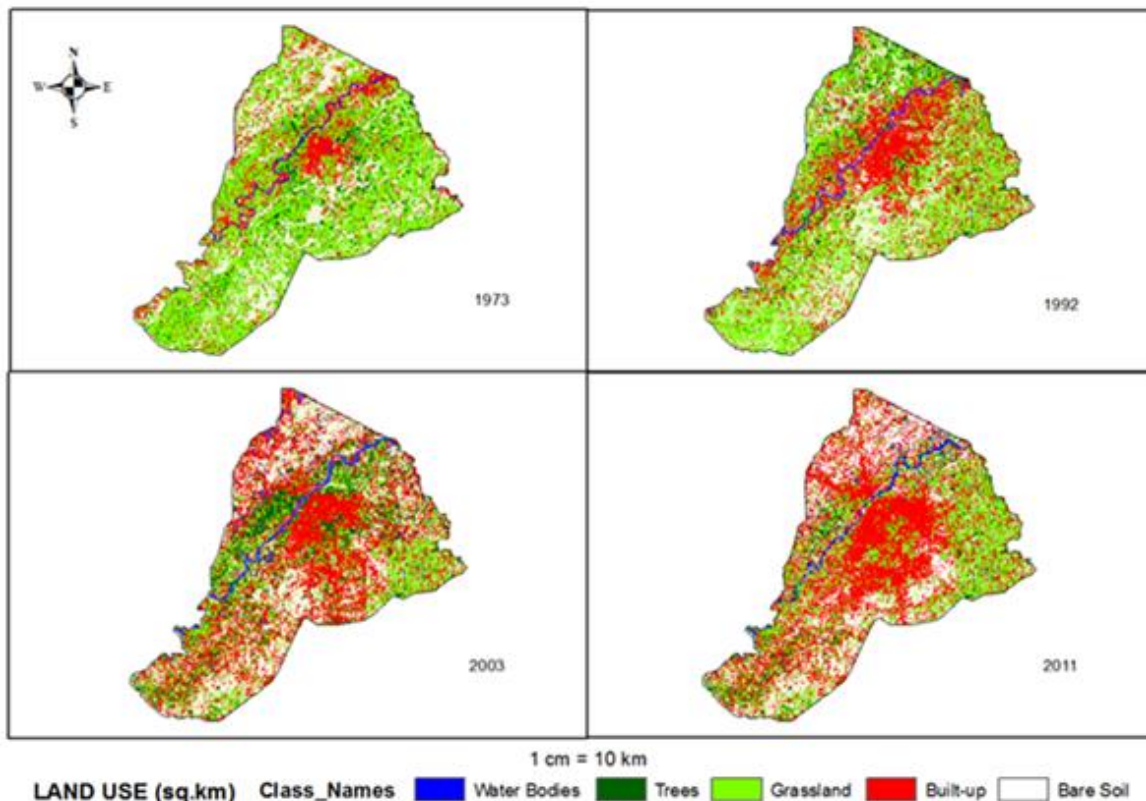 N
W E
S
1973
1992
2003
2011
1 cm = 10 km
LAND USE (sq.km) Class_Names Water Bodies Trees Grassland Built-up Bare Soil